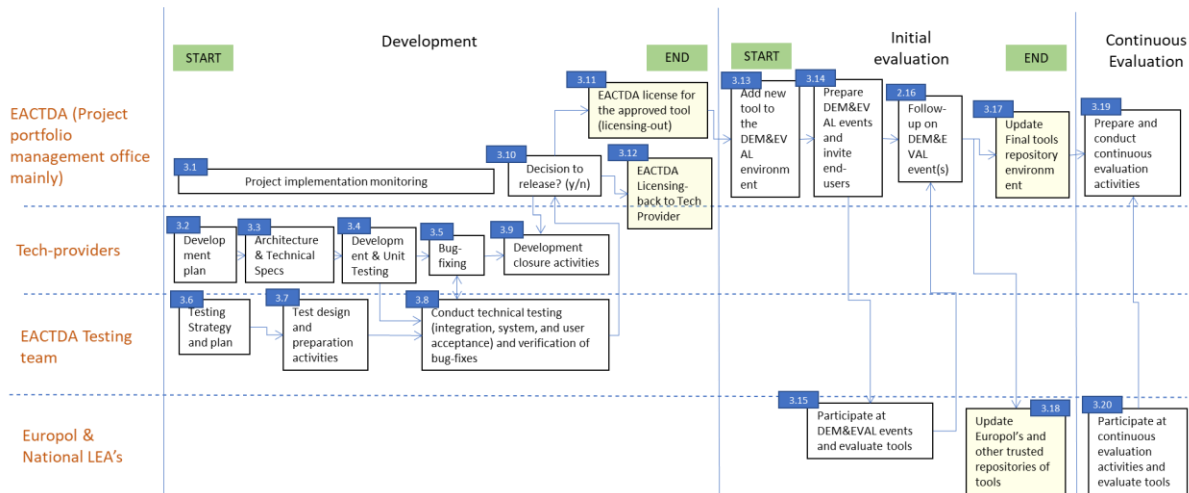 Development
Initial
evaluation
Continuous
Evaluation
START
END
START
END
EACTDA (Project
portfolio
management office
mainly)
3.1
Project implementation monitoring
3.10
Decision to
release? (y/n)
3.11
EACTDA license for
the approved tool
(licensing-out)
3.12
EACTDA
Licensing-
back to Tech
Provider
3.13
Add new
tool to
the
DEM&EV
AL
environm
ent
3.14
Prepare
DEM&EV
AL events
and
invite
end-
users
2.16
Follow-
up on
DEM&E
VAL
event(s)
3.17
Update
Final tools
repository
environm
ent
3.19
Prepare and
conduct
continuous
evaluation
activities
Tech-providers
3.2
Develop
ment
plan
3.3
Architecture
& Technical
Specs
3.4
Developm
ent & Unit
Testing
3.5
Bug-
fixing
3.9
Development
closure activities
EACTDA Testing
team
3.6
Testing
Strategy
and plan
3.7
Test design
and
preparation
activities
3.8
Conduct technical testing
(integration, system, and user
acceptance) and verification of
bug-fixes
Europol &
National LEA's
3.15
Participate at
DEM&EVAL events
and evaluate tools
3.18
Update
Europol's and
other trusted
repositories of
tools
3.20
Participate at
continuous
evaluation
activities and
evaluate tools